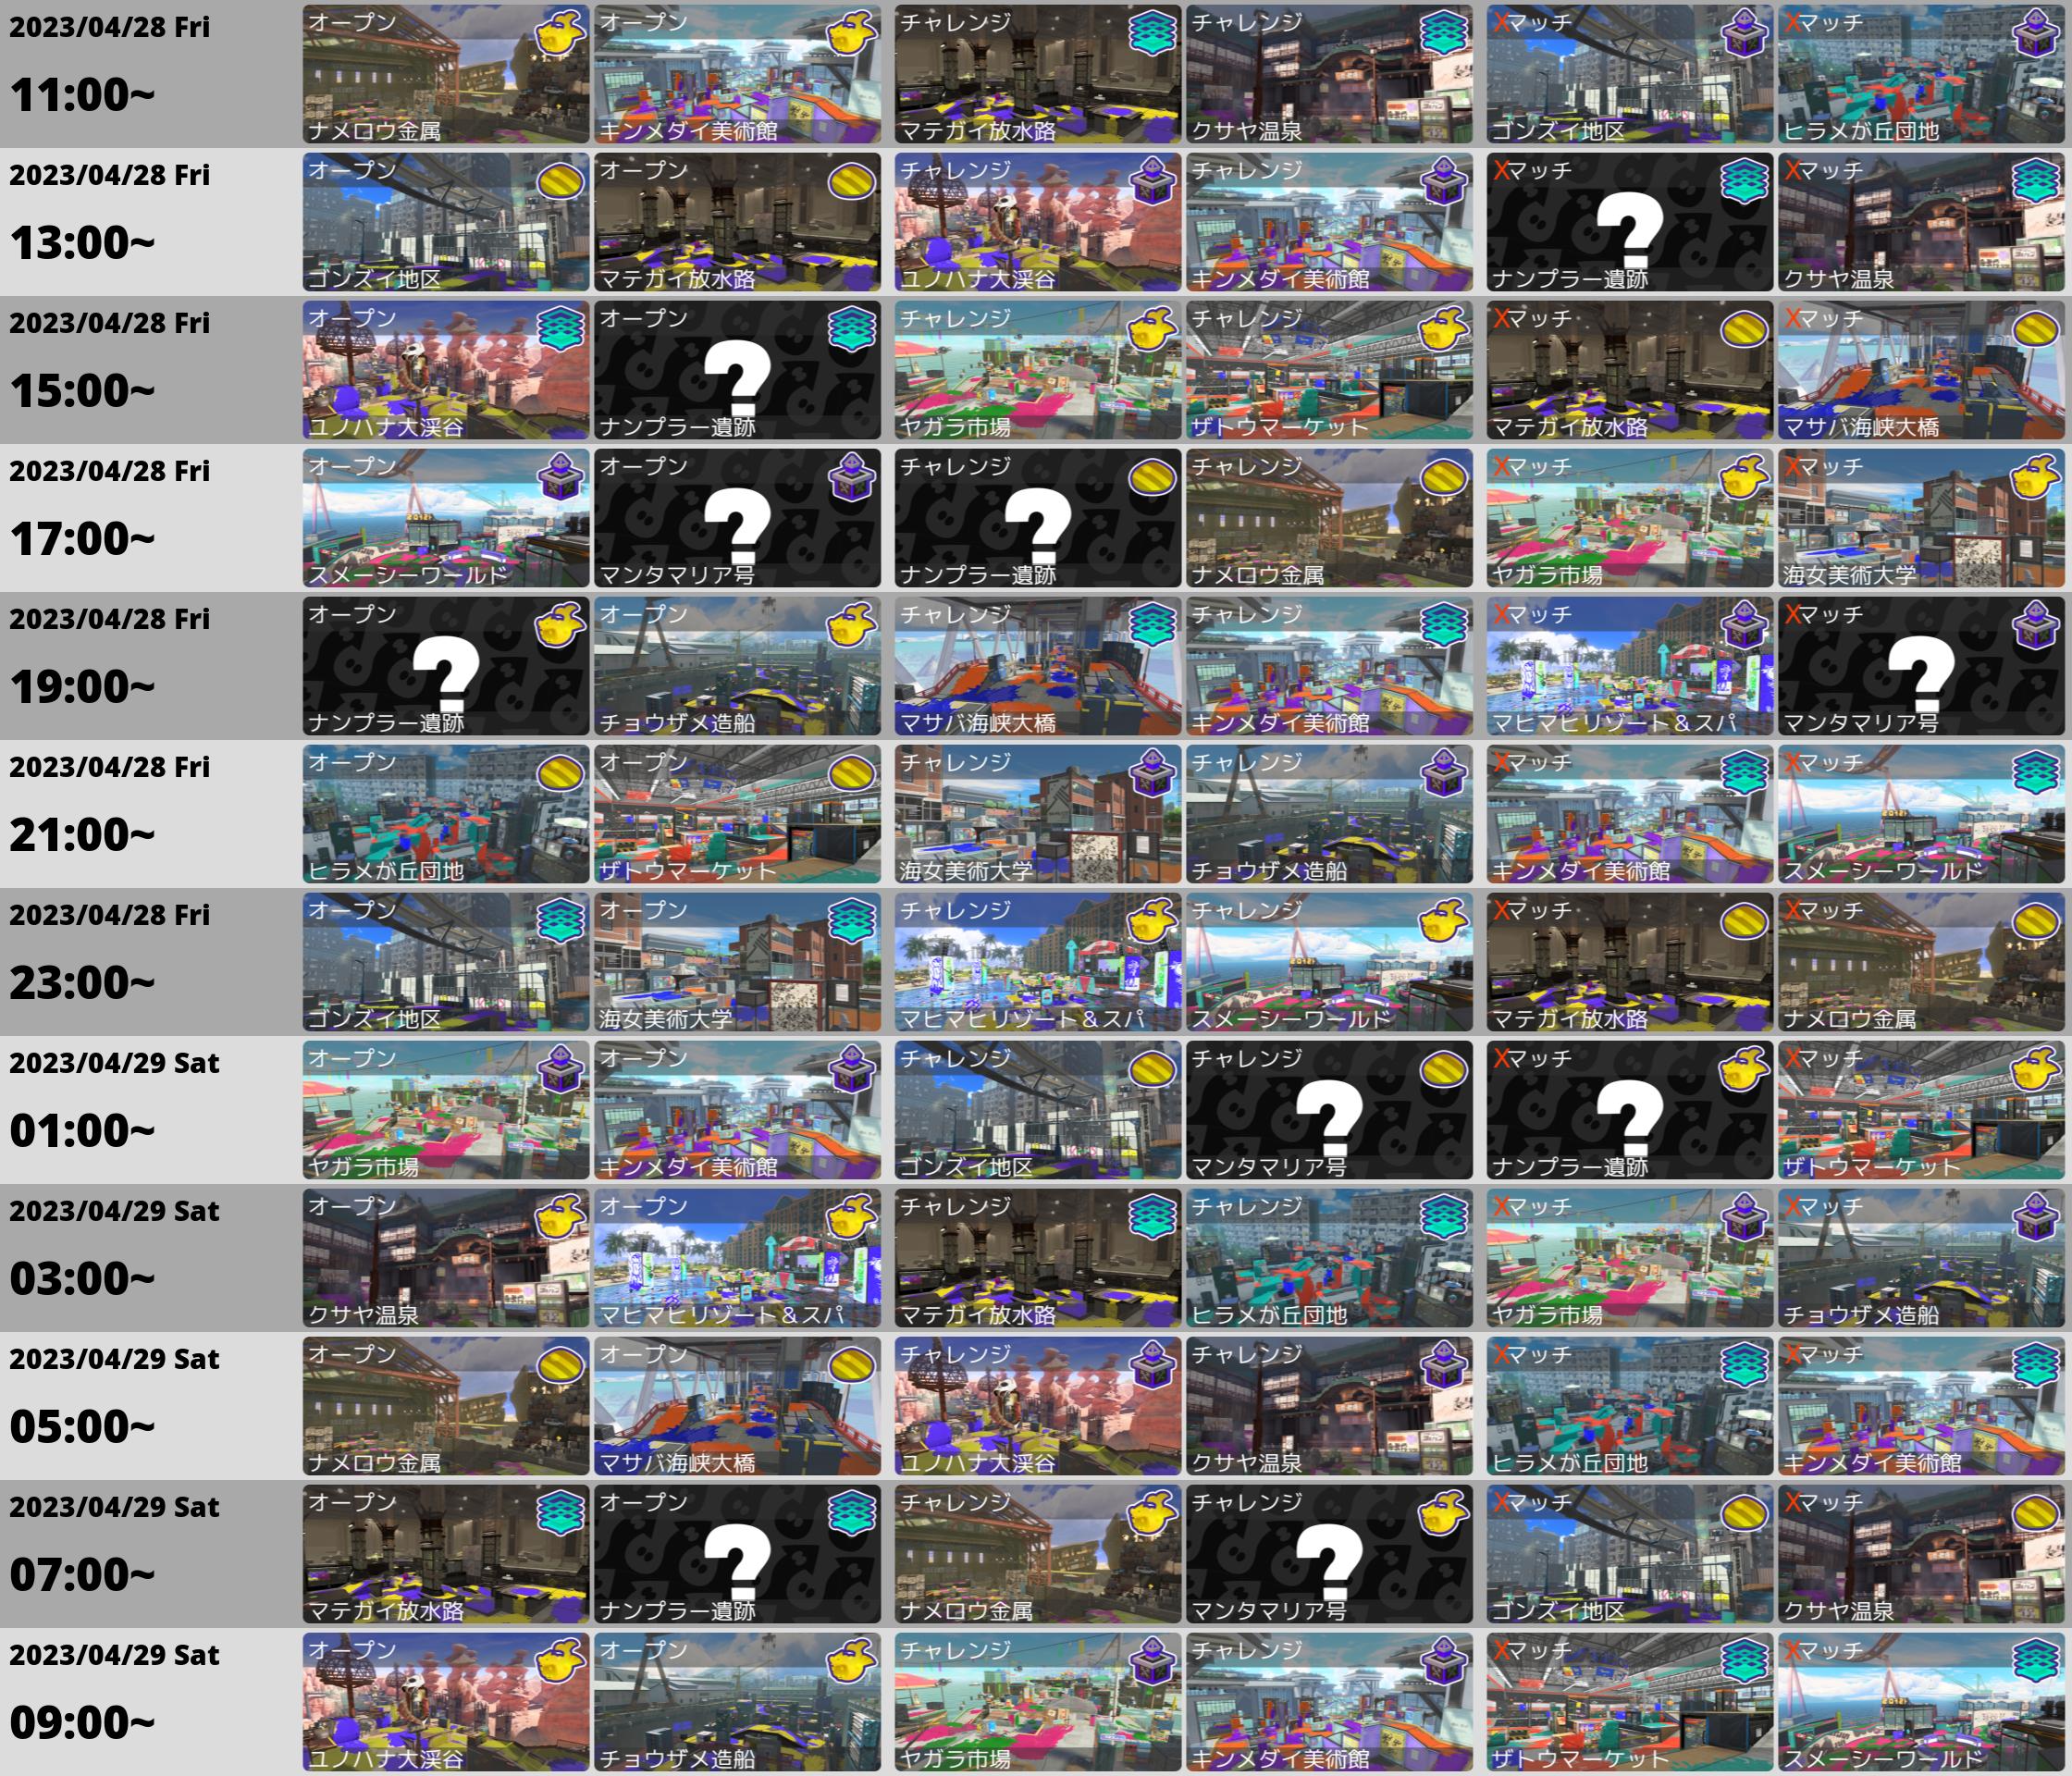 2023/04/28 Fri
11:00~
オープン
ナメロウ金属
オープン
キンメダイ美術館
チャレンジ
マテガイ放水路
チャレンジ
クサヤ温泉
Xマッチ
ゴンズイ地区
Xマッチ
ヒラメが丘団地
2023/04/28 Fri
13:00~
オープン
ゴンズイ地区
オープン
マテガイ放水路
チャレンジ
ユノハナ大渓谷
チャレンジ
キンメダイ美術館
Xマッチ
?
ナンプラー遺跡
Xマッチ
クサヤ温泉
2023/04/28 Fri
15:00~
オープン
ユノハナ大渓谷
オープン
?
ナンプラー遺跡
チャレンジ
ヤガラ市場
チャレンジ
ザトウマーケット
Xマッチ
マテガイ放水路
Xマッチ
マサバ海峡大橋
2023/04/28 Fri
17:00~
オープン
スメーシーワールド
オープン
?
マンタマリア号
チャレンジ
?
ナンプラー遺跡
チャレンジ
ナメロウ金属
Xマッチ
ヤガラ市場
Xマッチ
海女美術大学
2023/04/28 Fri
19:00~
オープン
?
ナンプラー遺跡
オープン
チョウザメ造船
チャレンジ
マサバ海峡大橋
チャレンジ
キンメダイ美術館
Xマッチ
マヒマヒリゾート&スパ
Xマッチ
?
マンタマリア号
2023/04/28 Fri
21:00~
オープン
ヒラメが丘団地
オープン
ザトウマーケット
チャレンジ
海女美術大学
チャレンジ
チョウザメ造船
Xマッチ
キンメダイ美術館
Xマッチ
スメーシーワールド
2023/04/28 Fri
23:00~
オープン
ゴンズイ地区
オープン
海女美術大学
チャレンジ
マヒマヒリゾート&スパ
チャレンジ
スメーシーワールド
Xマッチ
マテガイ放水路
Xマッチ
ナメロウ金属
2023/04/29 Sat
01:00~
オープン
ヤガラ市場
オープン
キンメダイ美術館
チャレンジ
ゴンズイ地区
チャレンジ
?
マンタマリア号
Xマッチ
?
ナンプラー遺跡
Xマッチ
ザトウマーケット
2023/04/29 Sat
03:00~
オープン
クサヤ温泉
オープン
マヒマヒリゾート&スパ
チャレンジ
マテガイ放水路
チャレンジ
ヒラメが丘団地
Xマッチ
ヤガラ市場
Xマッチ
チョウザメ造船
2023/04/29 Sat
05:00~
オープン
ナメロウ金属
オープン
マサバ海峡大橋
チャレンジ
ユノハナ大渓谷
チャレンジ
クサヤ温泉
Xマッチ
ヒラメが丘団地
Xマッチ
キンメダイ美術館
2023/04/29 Sat
07:00~
オープン
マテガイ放水路
オープン
?
ナンプラー遺跡
チャレンジ
ナメロウ金属
チャレンジ
?
マンタマリア号
Xマッチ
ゴンズイ地区
Xマッチ
クサヤ温泉
2023/04/29 Sat
09:00~
オープン
ユノハナ大渓谷
オープン
チョウザメ造船
チャレンジ
ヤガラ市場
チャレンジ
キンメダイ美術館
Xマッチ
ザトウマーケット
Xマッチ
スメーシーワールド